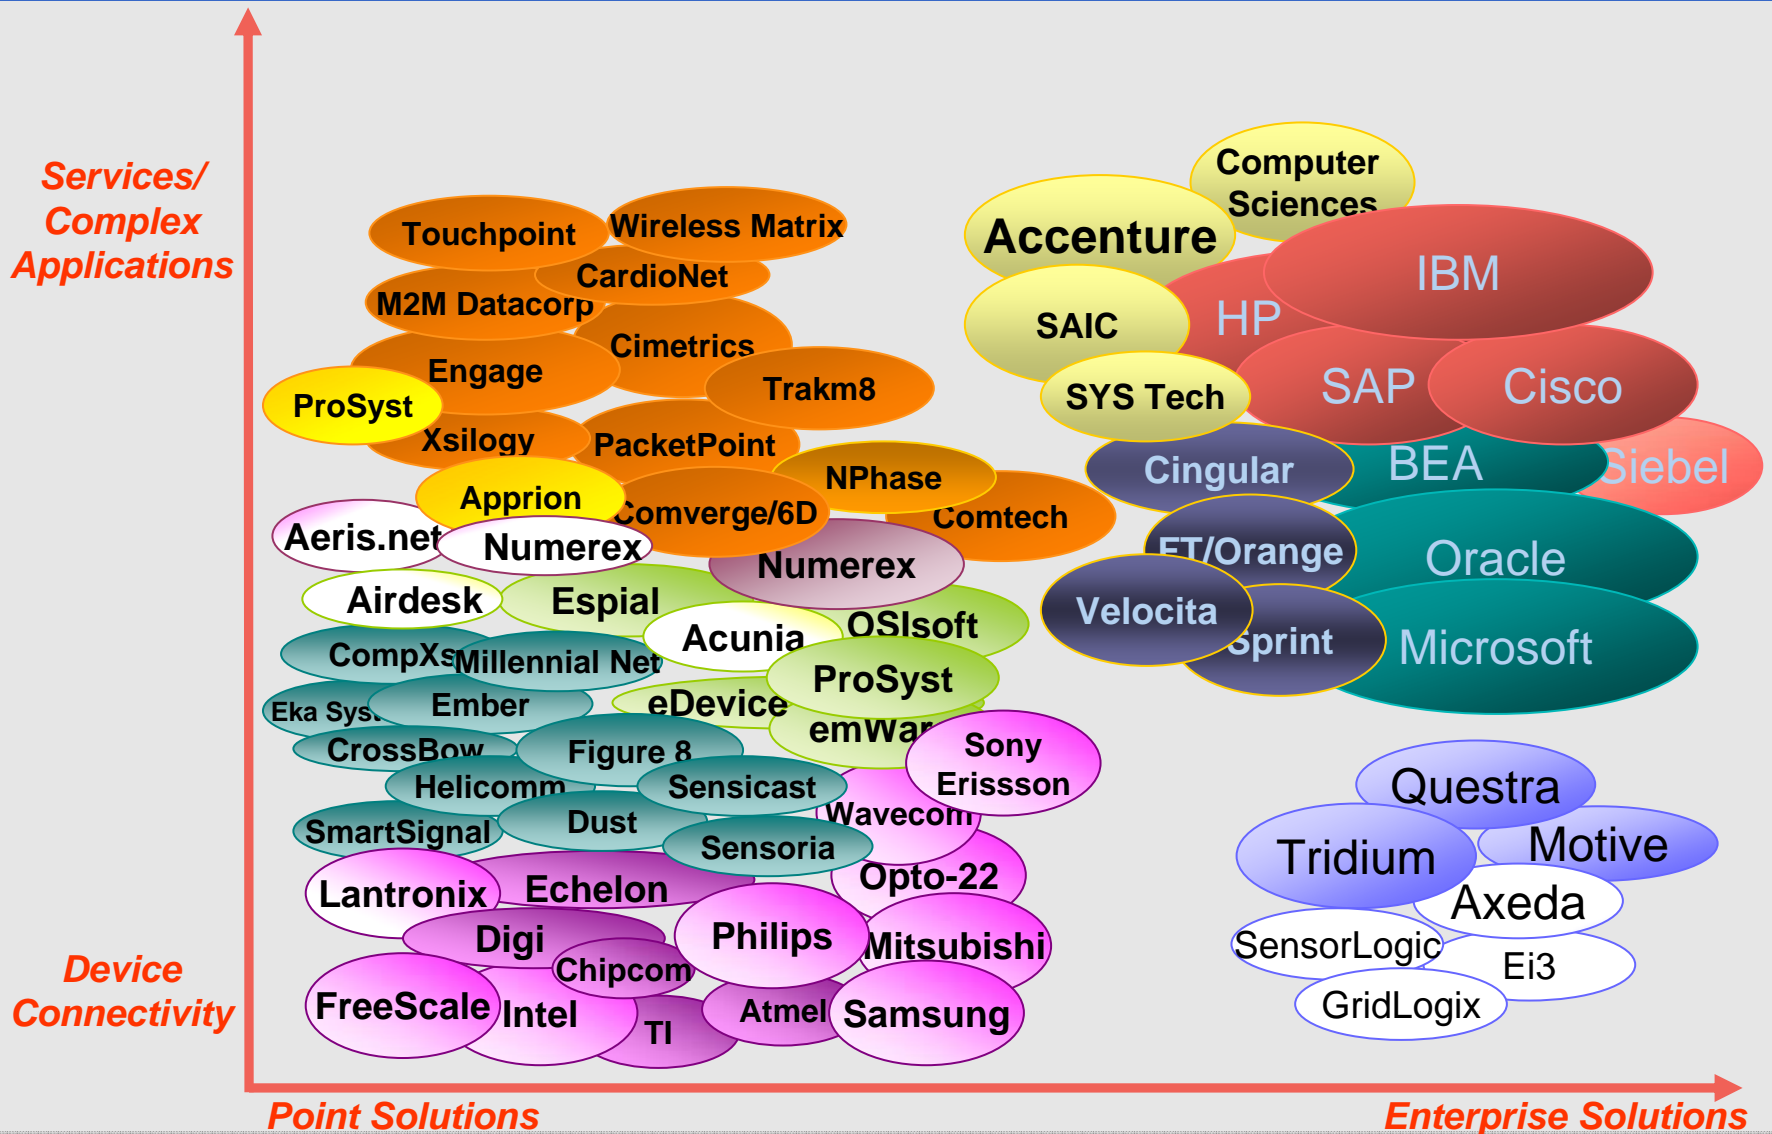 Services/
Complex
Applications
Device
Connectivity
Point Solutions
Enterprise Solutions
Touchpoint
Wireless Matrix
CardioNet
M2M Datacorp
Cimetrics
Engage
Trakm8
ProSyst
Xsilogy
PacketPoint
NPhase
Apprion
Comverge/6D
Comtech
Aeris.net
Numerex
Numerex
Airdesk
Espial
Acunia
OSIsoft
CompXs
Millennial Net
ProSyst
Eka Syst
Ember
eDevice
emWar
CrossBow
Figure 8
Sony
Erissson
Helicomm
Sensicast
Wavecom
SmartSignal
Dust
Sensoria
Lantronix
Echelon
Opto-22
Digi
Philips
Mitsubishi
Chipcom
FreeScale
Intel
TI
Atmel
Samsung
Computer
Sciences
Accenture
IBM
SAIC
HP
SYS Tech
SAP
Cisco
Cingular
BEA
Siebel
FT/Orange
Oracle
Velocita
Sprint
Microsoft
Questra
Tridium
Motive
Axeda
SensorLogic
Ei3
GridLogix